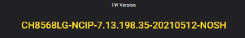 FW Version
CH8568LG-NCIP-7.13.198.35-20210512-NOSH